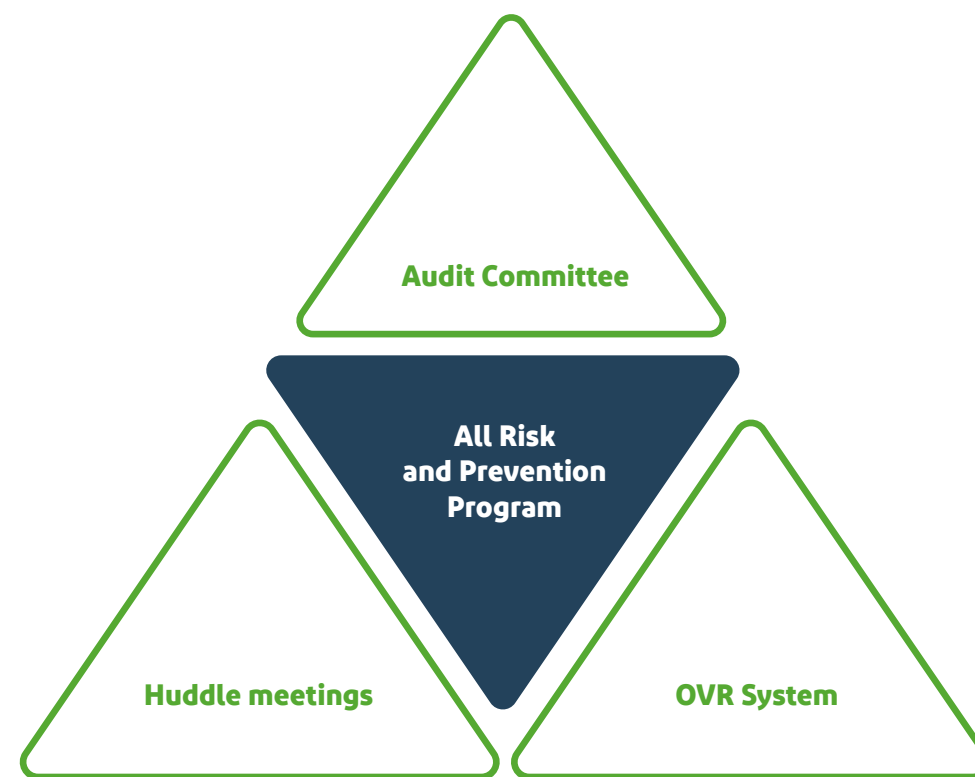 Audit Committee
All Risk
and Prevention
Program
Huddle meetings
OVR System